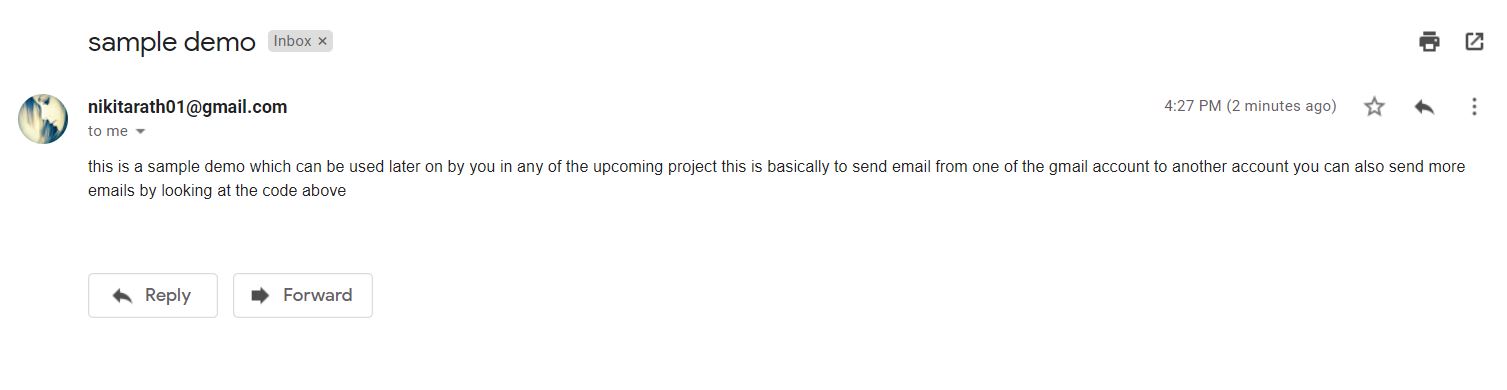 sample demo Inbox ×
nikitarath01@gmail.com 4:27 PM (2 minutes ago)
to me
this is a sample demo which can be used later on by you in any of the upcoming project this is basically to send email from one of the gmail account to another account you can also send more
emails by looking at the code above
Reply Forward